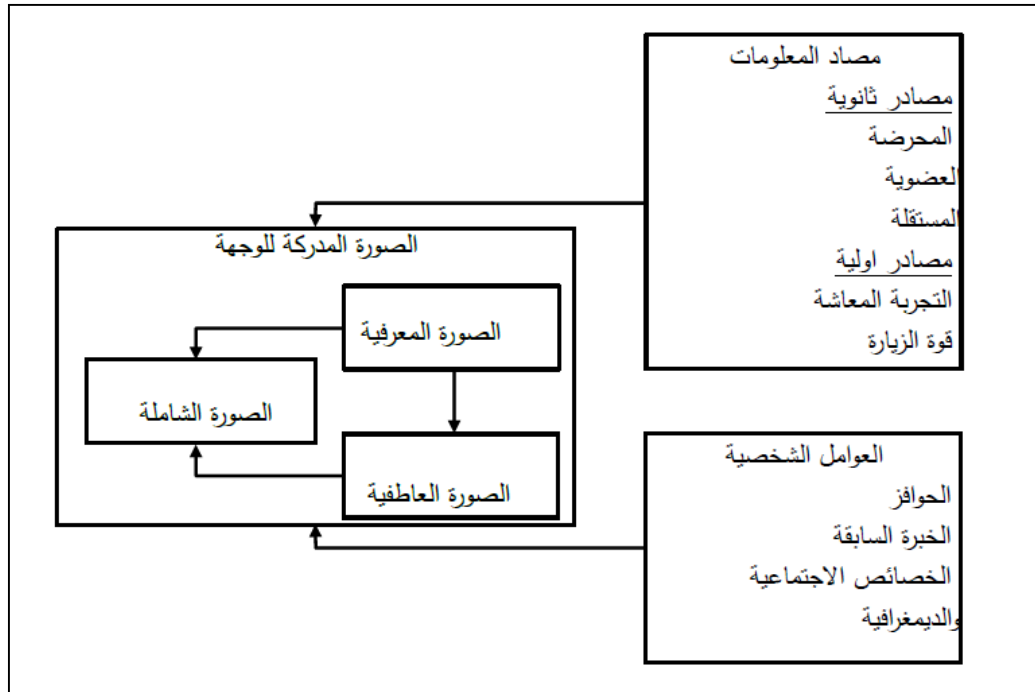 مصاد المعلومات
مصادر ثانوية
المحرضة
العضوية
المستقلة
مصادر اولية
التجربة المعاشة
قوة الزيارة
الصورة المدركة للوجهة
الصورة المعرفية
الصورة الشاملة
الصورة العاطفية
العوامل الشخصية
الحوافز
الخبرة السابقة
الخصائص الاجتماعية
والديمغرافية